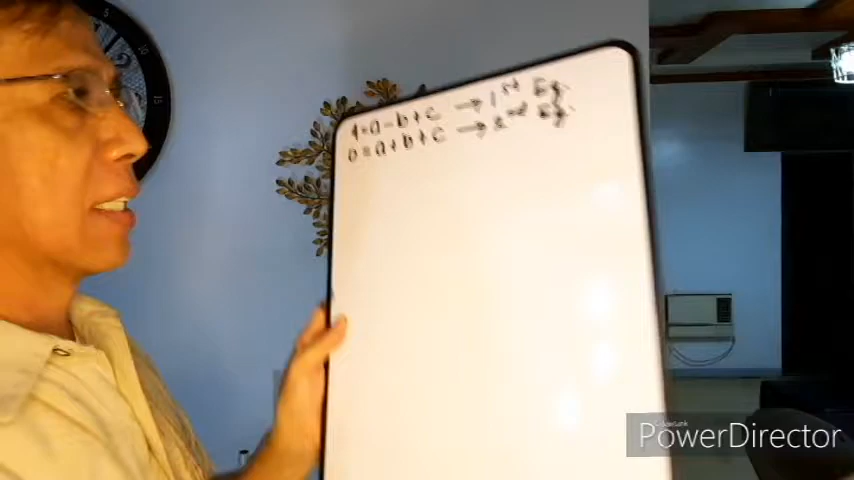 4=a-b+c → 1st Eq.
0=a+b+c → 2nd Eq.
PowerDirector